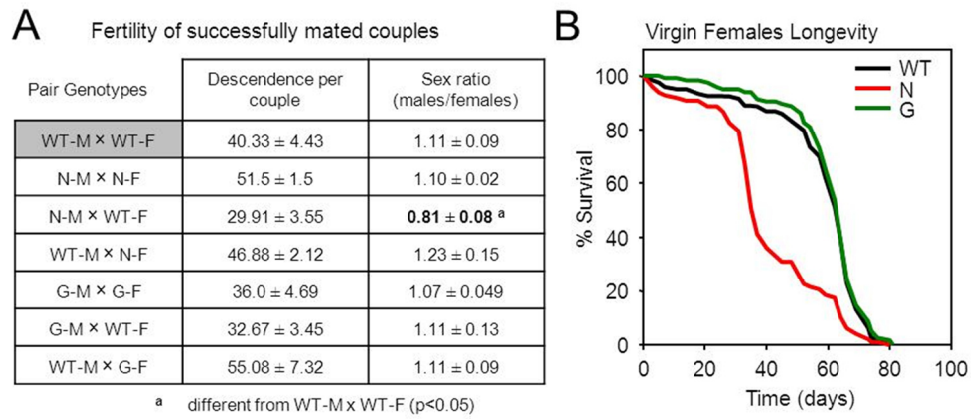 A
Fertility of successfully mated couples
Pair Genotypes
Descendence per
couple
Sex ratio
(males/females)
WT-M × WT-F 40.33 ± 4.43 1.11 ± 0.09
N-M × N-F 51.5 ± 1.5 1.10 ± 0.02
N-M × WT-F 29.91 ± 3.55 0.81 ± 0.08 a
WT-M × N-F 46.88 ± 2.12 1.23 ± 0.15
G-M × G-F 36.0 ± 4.69 1.07 ± 0.049
G-M × WT-F 32.67 ± 3.45 1.11 ± 0.13
WT-M × G-F 55.08 ± 7.32 1.11 ± 0.09
a different from WT-M x WT-F (p<0.05)
B
Virgin Females Longevity
WT
N
G
% Survival
100
80
60
40
20
0
0 20 40 60 80 100
Time (days)